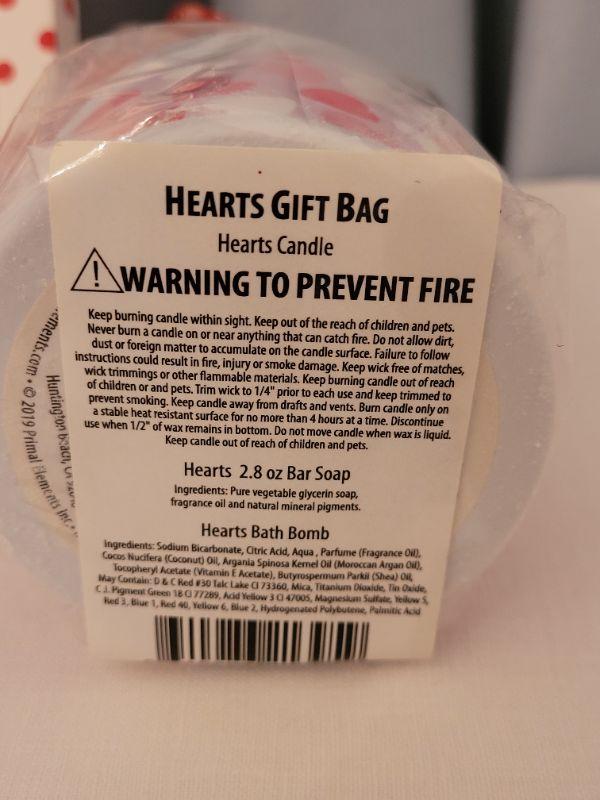 HEARTS GIFT BAG
Hearts Candle
WARNING TO PREVENT FIRE
Keep burning candle within sight. Keep out of the reach of children and pets.
Never burn a candle on or near anything that can catch fire. Do not allow dirt,
dust or foreign matter to accumulate on the candle surface. Failure to follow
instructions could result in fire, injury or smoke damage. Keep wick free of matches,
wick trimmings or other flammable materials. Keep burning candle out of reach
of children or and pets. Trim wick to 1/4" prior to each use and keep trimmed to
prevent smoking. Keep candle away from drafts and vents. Burn candle only on
a stable heat resistant surface for no more than 4 hours at a time. Discontinue
use when 1/2" of wax remains in bottom. Do not move candle when wax is liquid.
Keep candle out of reach of children and pets.
Hearts 2.8 oz Bar Soap
Ingredients: Pure vegetable glycerin soap,
fragrance oil and natural mineral pigments.
Hearts Bath Bomb
Ingredients: Sodium Bicarbonate, Citric Acid, Aqua, Parfume (Fragrance Oil),
Cocos Nucifera (Coconut) Oil, Argania Spinosa Kernel Oil (Moroccan Argan Oil),
Tocopheryl Acetate (Vitamin E Acetate), Butyrospermum Parkii (Shea) Oil,
May Contain: D & C Red #30 Talc Lake CI 73360, Mica, Titanium Dioxide, Tin Oxide,
C.I. Pigment Green 18 CI 77289, Acid Yellow 3 CI 47005, Magnesium Sulfate, Yellow 5,
Red 3, Blue 1, Red 40, Yellow 6, Blue 2, Hydrogenated Polybutene, Palmitic Acid
ements.com • © 2019 Primal Elements Inc.
Huntington Beach, CA